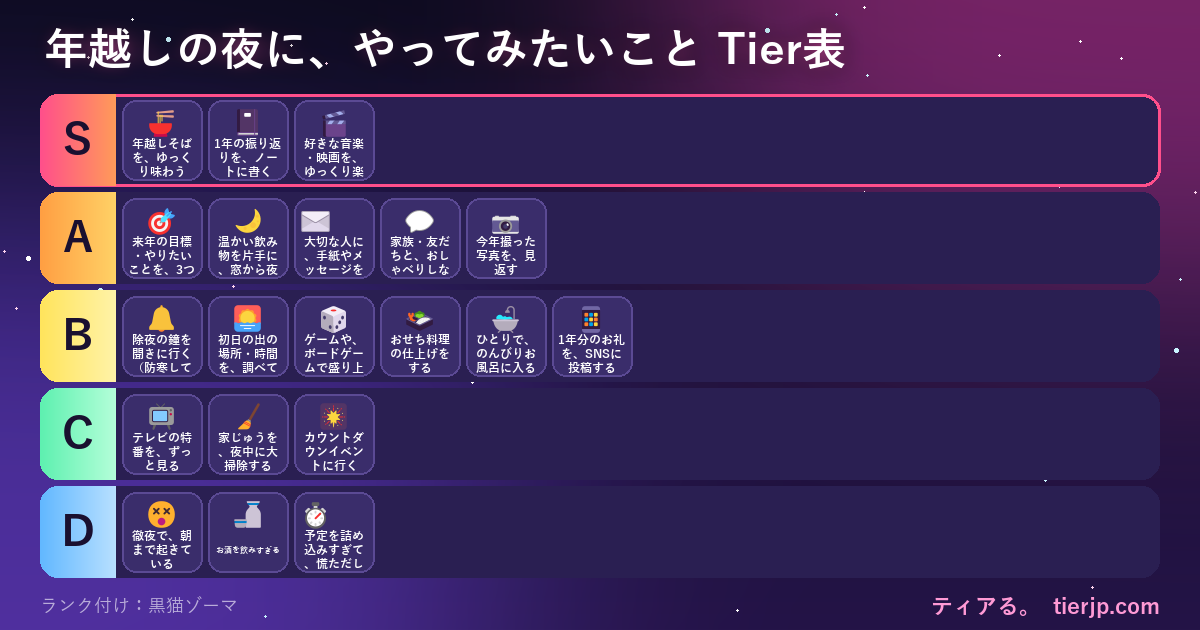 年越しの夜に、やってみたいこと Tier表
S
年越しそば
を、ゆっく
り味わう
1年の振り返
りを、ノー
トに書く
好きな音楽
・映画を、
ゆっくり楽
A
来年の目標
・やりたい
ことを、3つ
温かい飲み
物を片手に
、窓から夜
大切な人に
、手紙やメ
ッセージを
家族・友だ
ちと、おし
ゃべりしな
今年撮った
写真を、見
返す
B
除夜の鐘を
聞きに行く
（防寒して
初日の出の
場所・時間
を、調べて
ゲームや、
ボードゲー
ムで盛り上
おせち料理
の仕上げを
する
ひとりで、
のんびりお
風呂に入る
1年分のお礼
を、SNSに
投稿する
C
テレビの特
番を、ずっ
と見る
家じゅうを
、夜中に大
掃除する
カウントダ
ウンイベン
トに行く
D
徹夜で、朝
まで起きて
いる
お酒を飲みすぎる
予定を詰め
込みすぎて
、慌ただし
ランク付け：黒猫ゾーマ
ティアる。 tierjp.com